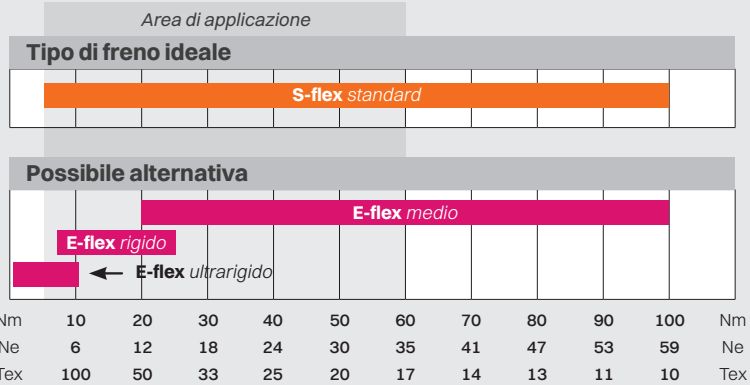 Area di applicazione
Tipo di freno ideale
S-flex standard
Possibile alternativa
E-flex medio
E-flex rigido
E-flex ultrarigido
Nm 10 20 30 40 50 60 70 80 90 100 Nm
Ne 6 12 18 24 30 35 41 47 53 59 Ne
Tex 100 50 33 25 20 17 14 13 11 10 Tex